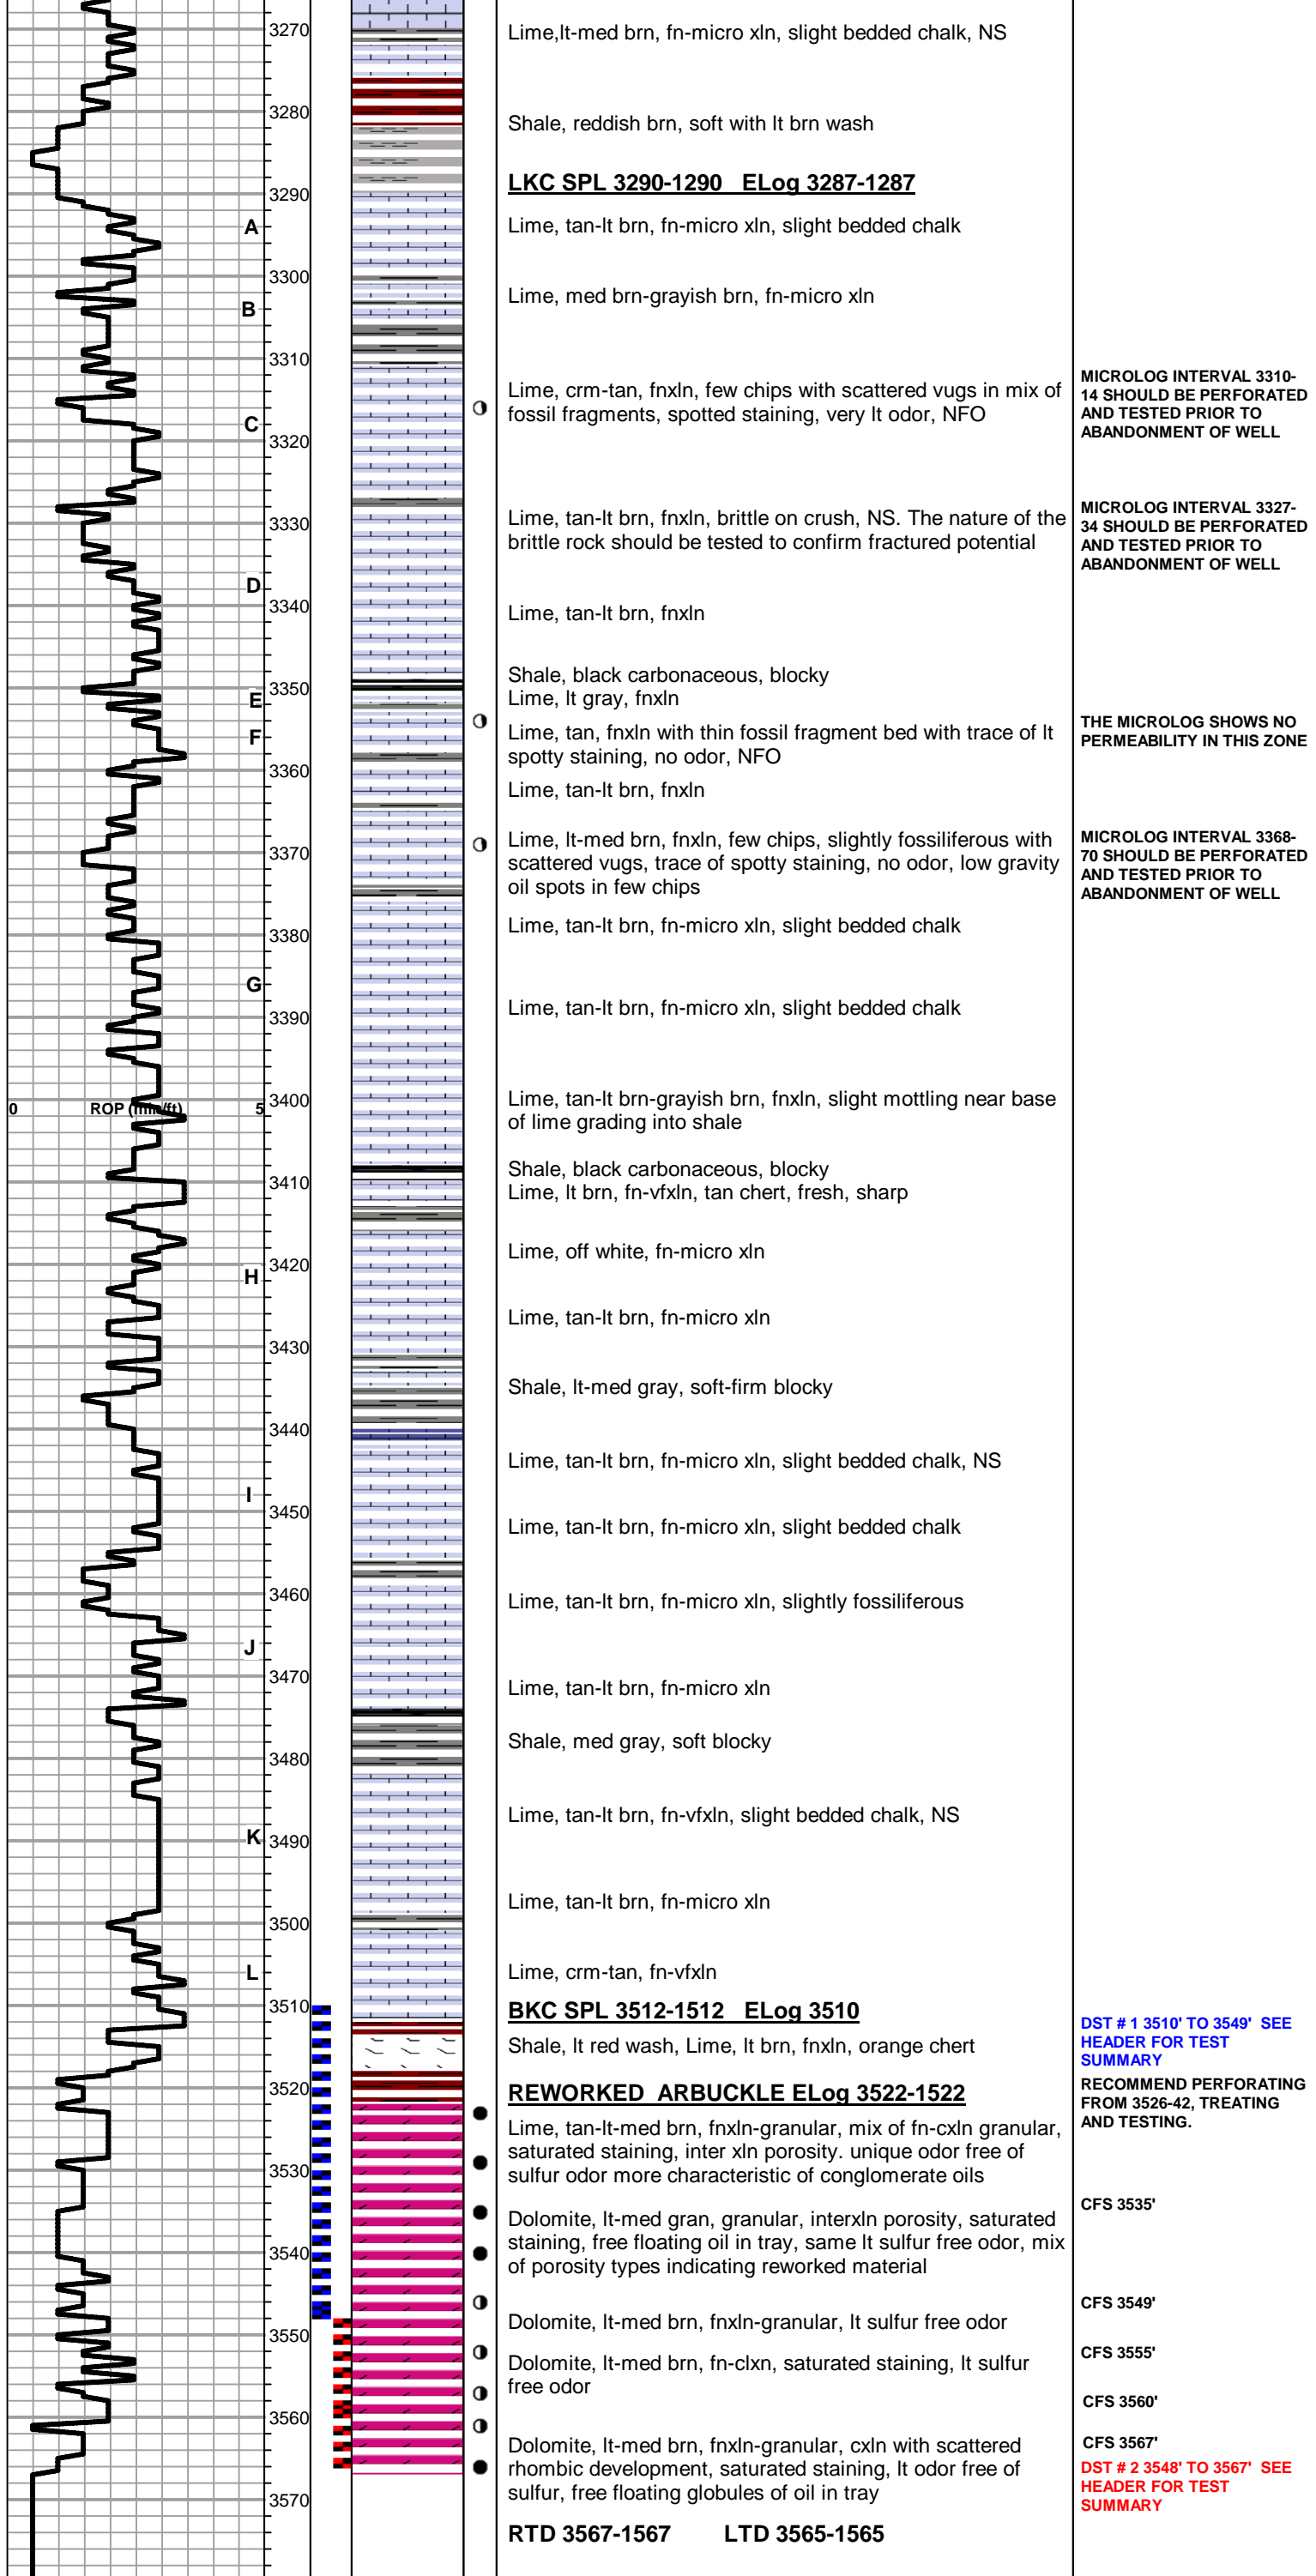 3270
Lime,lt-med brn, fn-micro xln, slight bedded chalk, NS
3280
Shale, reddish brn, soft with lt brn wash
LKC SPL 3290-1290 ELog 3287-1287
3290
A
Lime, tan-lt brn, fn-micro xln, slight bedded chalk
3300
Lime, med brn-grayish brn, fn-micro xln
B
3310
Lime, crm-tan, fnxln, few chips with scattered vugs in mix of
fossil fragments, spotted staining, very lt odor, NFO
MICROLOG INTERVAL 3310-
14 SHOULD BE PERFORATED
AND TESTED PRIOR TO
ABANDONMENT OF WELL
C
3320
3330
Lime, tan-lt brn, fnxln, brittle on crush, NS. The nature of the
brittle rock should be tested to confirm fractured potential
MICROLOG INTERVAL 3327-
34 SHOULD BE PERFORATED
AND TESTED PRIOR TO
ABANDONMENT OF WELL
D
3340
Lime, tan-lt brn, fnxln
Shale, black carbonaceous, blocky
3350
Lime, lt gray, fnxln
E
F
Lime, tan, fnxln with thin fossil fragment bed with trace of lt
spotty staining, no odor, NFO
THE MICROLOG SHOWS NO
PERMEABILITY IN THIS ZONE
3360
Lime, tan-lt brn, fnxln
3370
Lime, lt-med brn, fnxln, few chips, slightly fossiliferous with
scattered vugs, trace of spotty staining, no odor, low gravity
oil spots in few chips
MICROLOG INTERVAL 3368-
70 SHOULD BE PERFORATED
AND TESTED PRIOR TO
ABANDONMENT OF WELL
3380
Lime, tan-lt brn, fn-micro xln, slight bedded chalk
G
3390
Lime, tan-lt brn, fn-micro xln, slight bedded chalk
0 ROP (min/ft) 5
3400
Lime, tan-lt brn-grayish brn, fnxln, slight mottling near base
of lime grading into shale
Shale, black carbonaceous, blocky
3410
Lime, lt brn, fn-vfxln, tan chert, fresh, sharp
Lime, off white, fn-micro xln
3420
H
Lime, tan-lt brn, fn-micro xln
3430
Shale, lt-med gray, soft-firm blocky
3440
Lime, tan-lt brn, fn-micro xln, slight bedded chalk, NS
I
3450
Lime, tan-lt brn, fn-micro xln, slight bedded chalk
3460
Lime, tan-lt brn, fn-micro xln, slightly fossiliferous
J
3470
Lime, tan-lt brn, fn-micro xln
Shale, med gray, soft blocky
3480
Lime, tan-lt brn, fn-vfxln, slight bedded chalk, NS
K
3490
Lime, tan-lt brn, fn-micro xln
3500
L
Lime, crm-tan, fn-vfxln
3510
BKC SPL 3512-1512 ELog 3510
Shale, lt red wash, Lime, lt brn, fnxln, orange chert
DST # 1 3510' TO 3549' SEE
HEADER FOR TEST
SUMMARY
3520
REWORKED ARBUCKLE ELog 3522-1522
RECOMMEND PERFORATING
FROM 3526-42, TREATING
AND TESTING.
Lime, tan-lt-med brn, fnxln-granular, mix of fn-cxln granular,
saturated staining, inter xln porosity. unique odor free of
sulfur odor more characteristic of conglomerate oils
3530
CFS 3535'
Dolomite, lt-med gran, granular, interxln porosity, saturated
staining, free floating oil in tray, same lt sulfur free odor, mix
of porosity types indicating reworked material
3540
CFS 3549'
Dolomite, lt-med brn, fnxln-granular, lt sulfur free odor
3550
CFS 3555'
Dolomite, lt-med brn, fn-clxn, saturated staining, lt sulfur
free odor
CFS 3560'
3560
CFS 3567'
Dolomite, lt-med brn, fnxln-granular, cxln with scattered
rhombic development, saturated staining, lt odor free of
sulfur, free floating globules of oil in tray
DST # 2 3548' TO 3567' SEE
HEADER FOR TEST
SUMMARY
3570
RTD 3567-1567 LTD 3565-1565